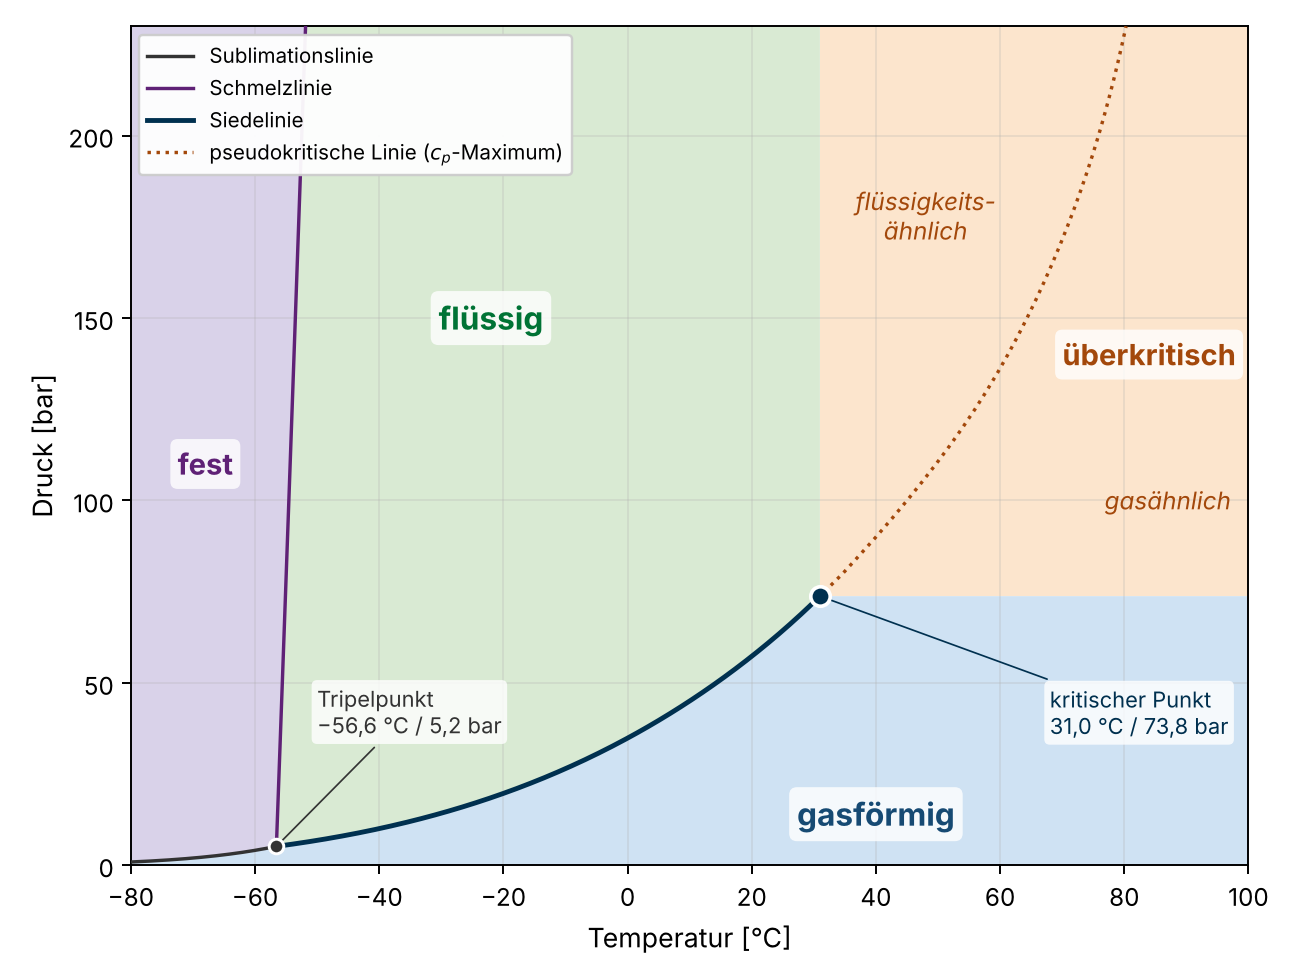 Sublimationslinie
Schmelzlinie
Siedelinie
pseudokritische Linie (cₚ-Maximum)
flüssigkeits-
ähnlich
flüssig
überkritisch
fest
gasähnlich
Tripelpunkt
−56,6 °C / 5,2 bar
kritischer Punkt
31,0 °C / 73,8 bar
gasförmig
Druck [bar]
200
150
100
50
0
−80 −60 −40 −20 0 20 40 60 80 100
Temperatur [°C]